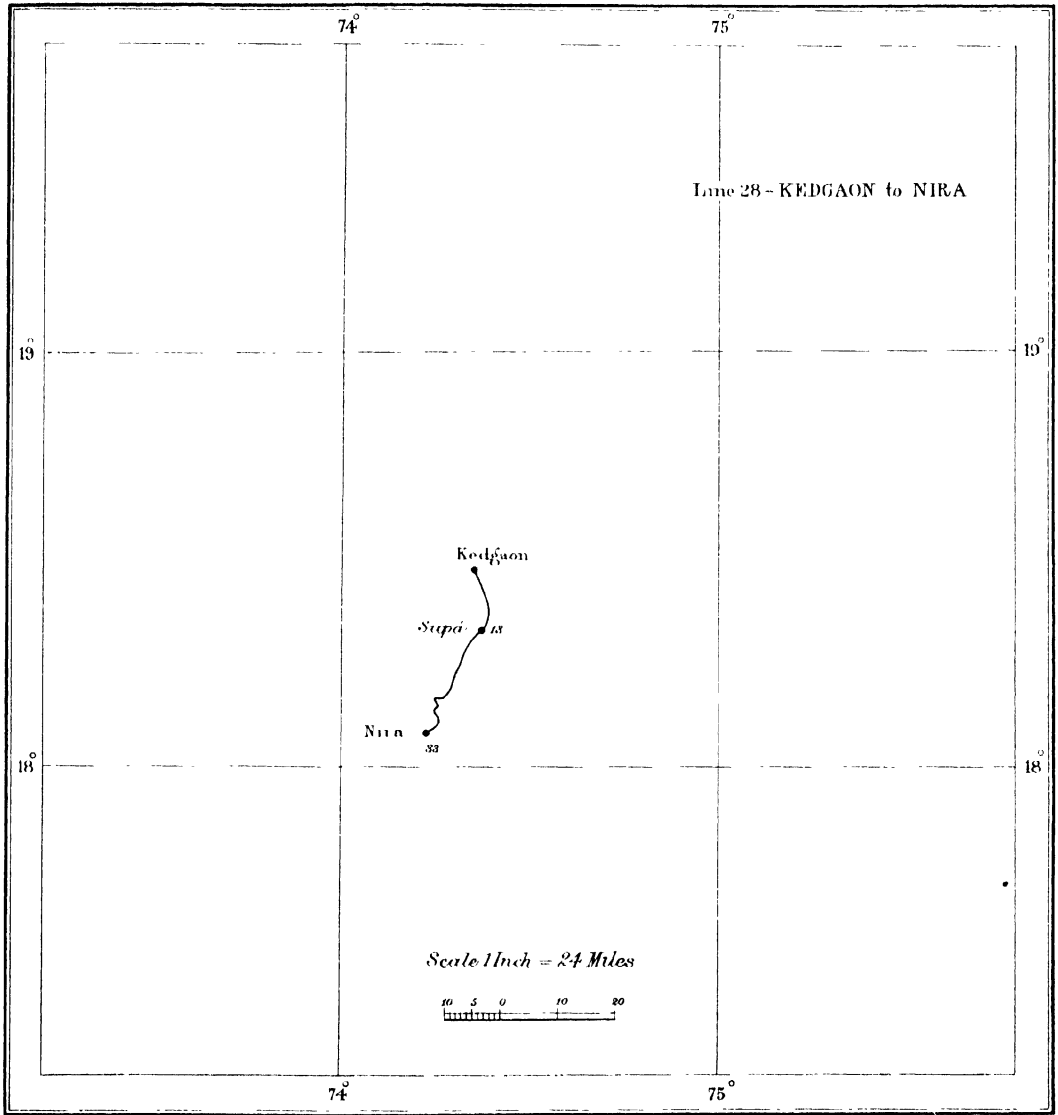 74° 75°
Line 28 - KEDGAON to NIRA
19° 19°
Kedgaon
Supá 13
Nira
33
18° 18°
Scale 1 Inch = 24 Miles
10 5 0 10 20
74° 75°